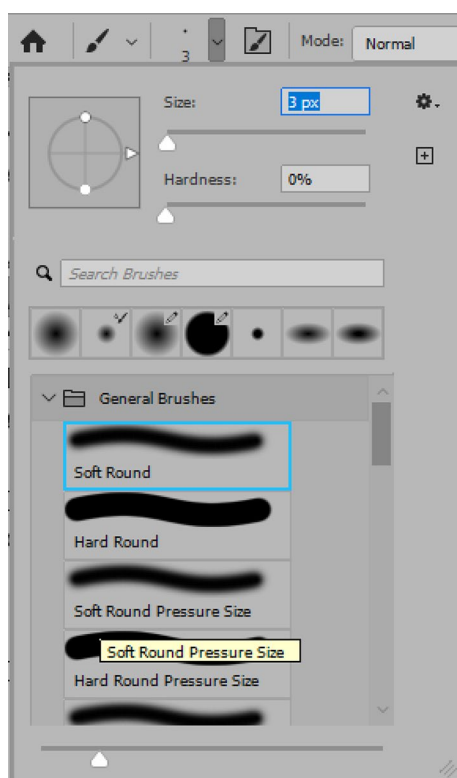 3
Mode: Normal
Size: 3 px
Hardness: 0%
Search Brushes
General Brushes
Soft Round
Hard Round
Soft Round Pressure Size
Soft Round Pressure Size
Hard Round Pressure Size